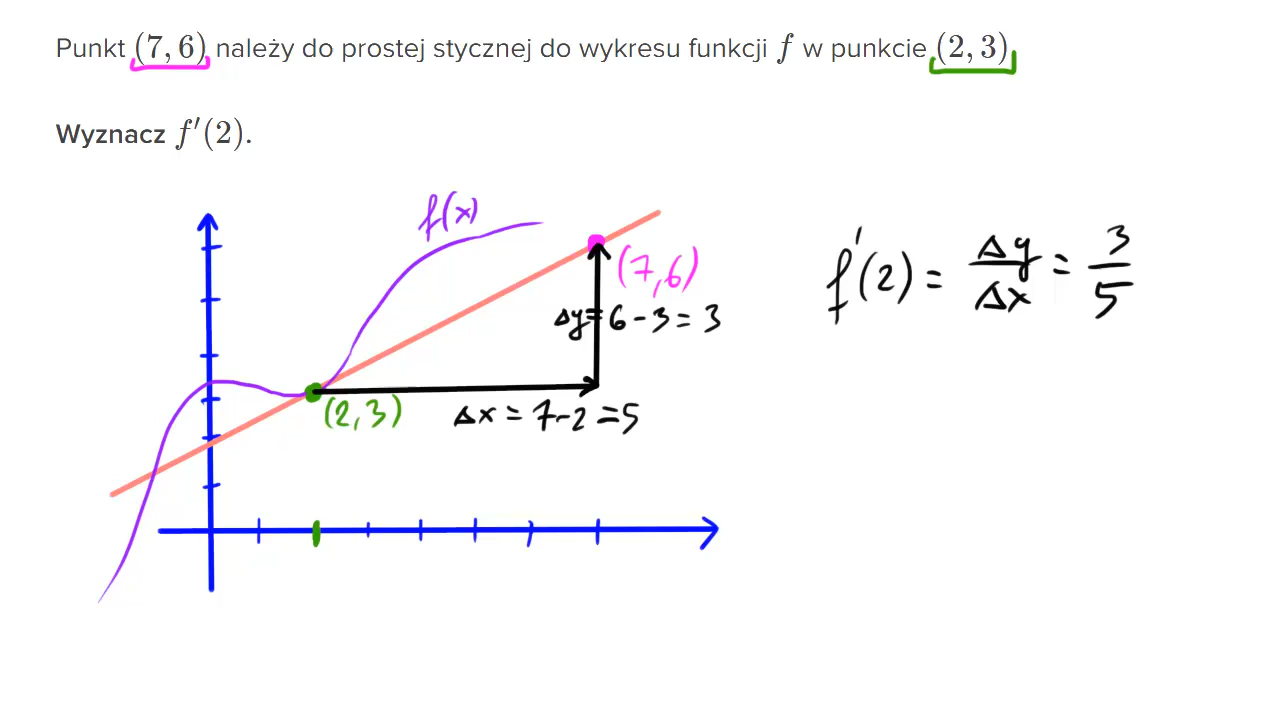 Punkt (7, 6) należy do prostej stycznej do wykresu funkcji f w punkcie (2, 3)
Wyznacz f′(2).
f(x)
(7,6)
Δy = 6 - 3 = 3
(2,3)
Δx = 7 - 2 = 5
f'(2) = Δy/Δx = 3/5